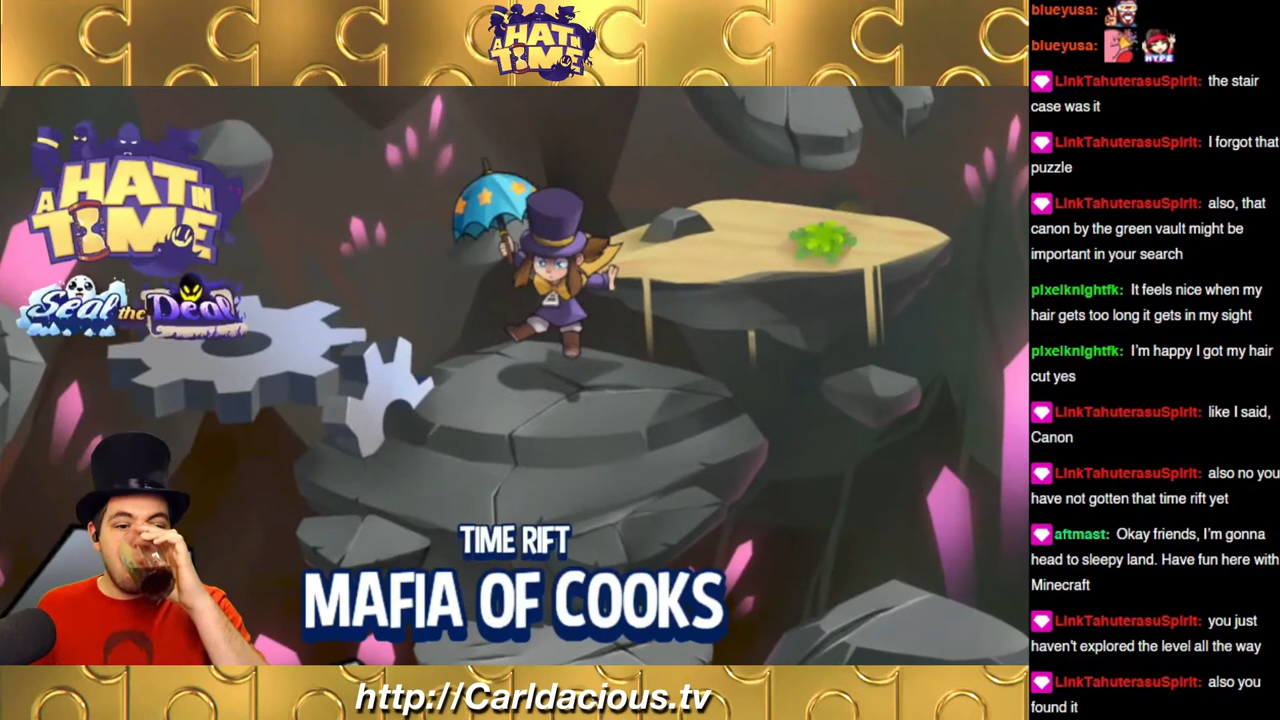 A HAT IN TIME
A HAT IN TIME
Seal the Deal
TIME RIFT
MAFIA OF COOKS
http://Carldacious.tv
blueyusa:
blueyusa:
HYPE
LinkTahuterasuSpirit: the stair
case was it
LinkTahuterasuSpirit: I forgot that
puzzle
LinkTahuterasuSpirit: also, that
canon by the green vault might be
important in your search
pixelknightfk: It feels nice when my
hair gets too long it gets in my sight
pixelknightfk: I'm happy I got my hair
cut yes
LinkTahuterasuSpirit: like I said,
Canon
LinkTahuterasuSpirit: also no you
have not gotten that time rift yet
aftmast: Okay friends, I'm gonna
head to sleepy land. Have fun here with
Minecraft
LinkTahuterasuSpirit: you just
haven't explored the level all the way
LinkTahuterasuSpirit: also you
found it